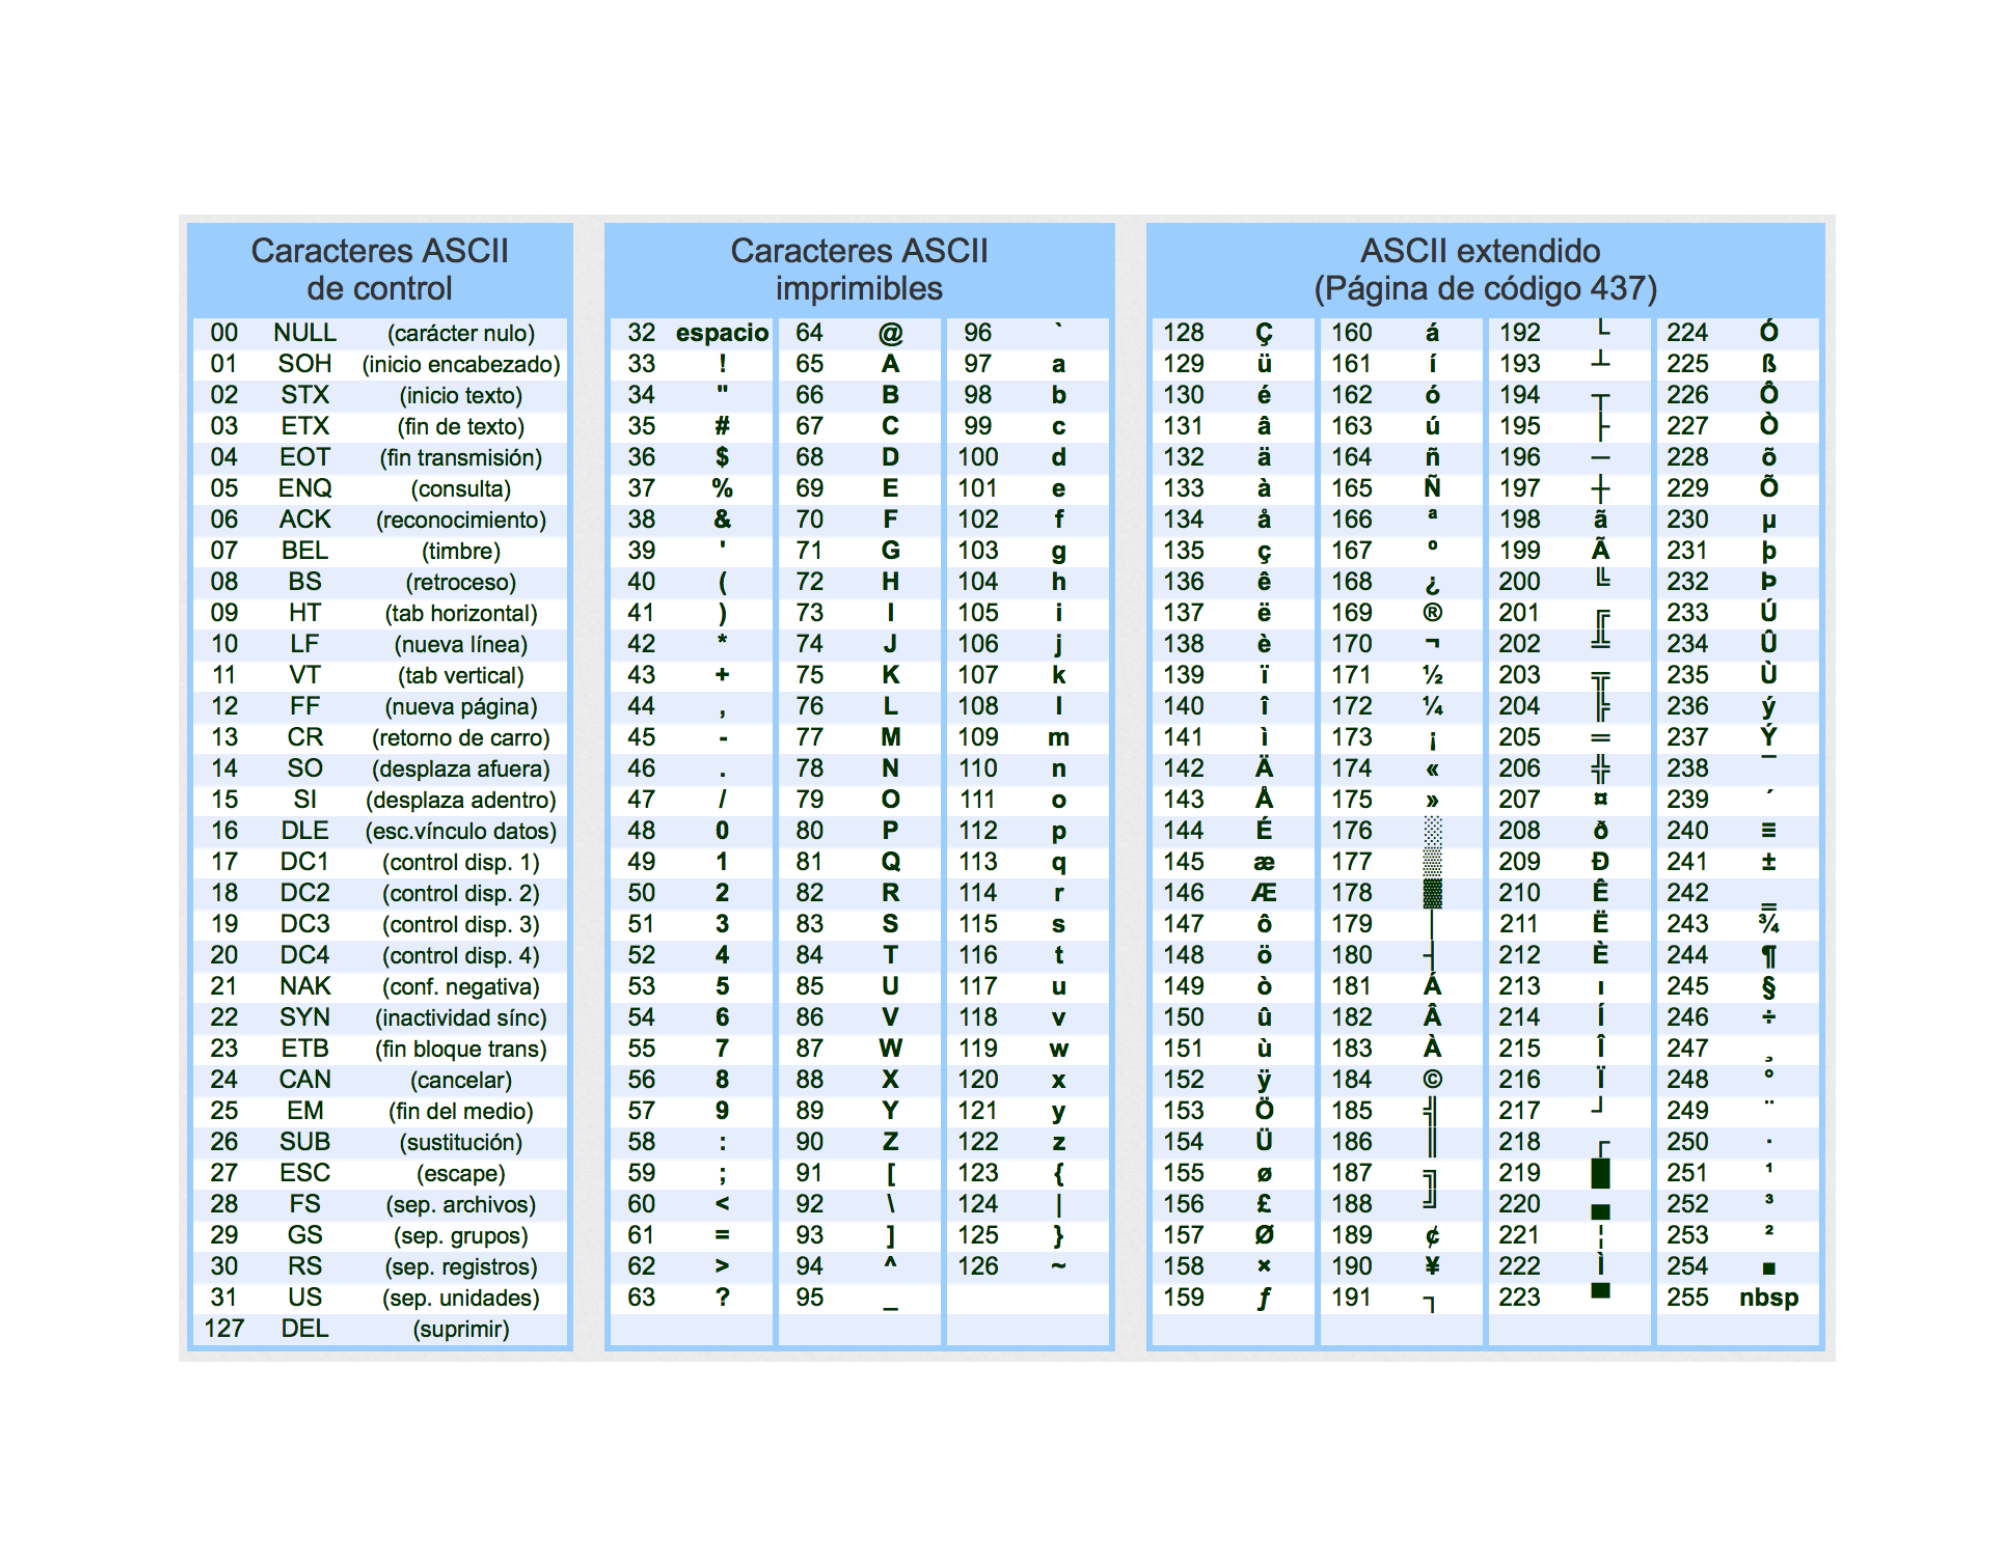 Caracteres ASCII
de control
Caracteres ASCII
imprimibles
ASCII extendido
(Página de código 437)
00 NULL (carácter nulo) 32 espacio 64 @ 96 ` 128 Ç 160 á 192 └ 224 Ó
01 SOH (inicio encabezado) 33 ! 65 A 97 a 129 ü 161 í 193 ┴ 225 ß
02 STX (inicio texto) 34 " 66 B 98 b 130 é 162 ó 194 ┬ 226 Ô
03 ETX (fin de texto) 35 # 67 C 99 c 131 â 163 ú 195 ├ 227 Ò
04 EOT (fin transmisión) 36 $ 68 D 100 d 132 ä 164 ñ 196 ─ 228 õ
05 ENQ (consulta) 37 % 69 E 101 e 133 à 165 Ñ 197 ┼ 229 Õ
06 ACK (reconocimiento) 38 & 70 F 102 f 134 å 166 ª 198 ã 230 µ
07 BEL (timbre) 39 ' 71 G 103 g 135 ç 167 º 199 Ã 231 þ
08 BS (retroceso) 40 ( 72 H 104 h 136 ê 168 ¿ 200 ╚ 232 Þ
09 HT (tab horizontal) 41 ) 73 I 105 i 137 ë 169 ® 201 ╔ 233 Ú
10 LF (nueva línea) 42 * 74 J 106 j 138 è 170 ¬ 202 ╩ 234 Û
11 VT (tab vertical) 43 + 75 K 107 k 139 ï 171 ½ 203 ╦ 235 Ù
12 FF (nueva página) 44 , 76 L 108 l 140 î 172 ¼ 204 ╠ 236 ý
13 CR (retorno de carro) 45 - 77 M 109 m 141 ì 173 ¡ 205 ═ 237 Ý
14 SO (desplaza afuera) 46 . 78 N 110 n 142 Ä 174 « 206 ╬ 238 ¯
15 SI (desplaza adentro) 47 / 79 O 111 o 143 Å 175 » 207 ¤ 239 ´
16 DLE (esc.vínculo datos) 48 0 80 P 112 p 144 É 176 ░ 208 ð 240 ≡
17 DC1 (control disp. 1) 49 1 81 Q 113 q 145 æ 177 ▒ 209 Ð 241 ±
18 DC2 (control disp. 2) 50 2 82 R 114 r 146 Æ 178 ▓ 210 Ê 242 ‗
19 DC3 (control disp. 3) 51 3 83 S 115 s 147 ô 179 │ 211 Ë 243 ¾
20 DC4 (control disp. 4) 52 4 84 T 116 t 148 ö 180 ┤ 212 È 244 ¶
21 NAK (conf. negativa) 53 5 85 U 117 u 149 ò 181 Á 213 ı 245 §
22 SYN (inactividad sínc) 54 6 86 V 118 v 150 û 182 Â 214 Í 246 ÷
23 ETB (fin bloque trans) 55 7 87 W 119 w 151 ù 183 À 215 Î 247 ¸
24 CAN (cancelar) 56 8 88 X 120 x 152 ÿ 184 © 216 Ï 248 °
25 EM (fin del medio) 57 9 89 Y 121 y 153 Ö 185 ╣ 217 ┘ 249 ¨
26 SUB (sustitución) 58 : 90 Z 122 z 154 Ü 186 ║ 218 ┌ 250 ·
27 ESC (escape) 59 ; 91 [ 123 { 155 ø 187 ╗ 219 █ 251 ¹
28 FS (sep. archivos) 60 < 92 \ 124 | 156 £ 188 ╝ 220 ▄ 252 ³
29 GS (sep. grupos) 61 = 93 ] 125 } 157 Ø 189 ¢ 221 ¦ 253 ²
30 RS (sep. registros) 62 > 94 ^ 126 ~ 158 × 190 ¥ 222 Ì 254 ■
31 US (sep. unidades) 63 ? 95 _ 159 ƒ 191 ┐ 223 ▀ 255 nbsp
127 DEL (suprimir)